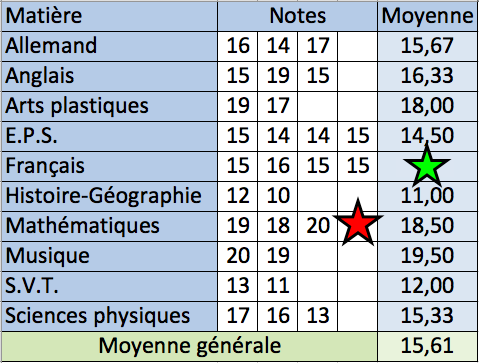 Matière Notes Moyenne
Allemand 16 14 17 15,67
Anglais 15 19 15 16,33
Arts plastiques 19 17 18,00
E.P.S. 15 14 14 15 14,50
Français 15 16 15 15
Histoire-Géographie 12 10 11,00
Mathématiques 19 18 20 18,50
Musique 20 19 19,50
S.V.T. 13 11 12,00
Sciences physiques 17 16 13 15,33
Moyenne générale 15,61